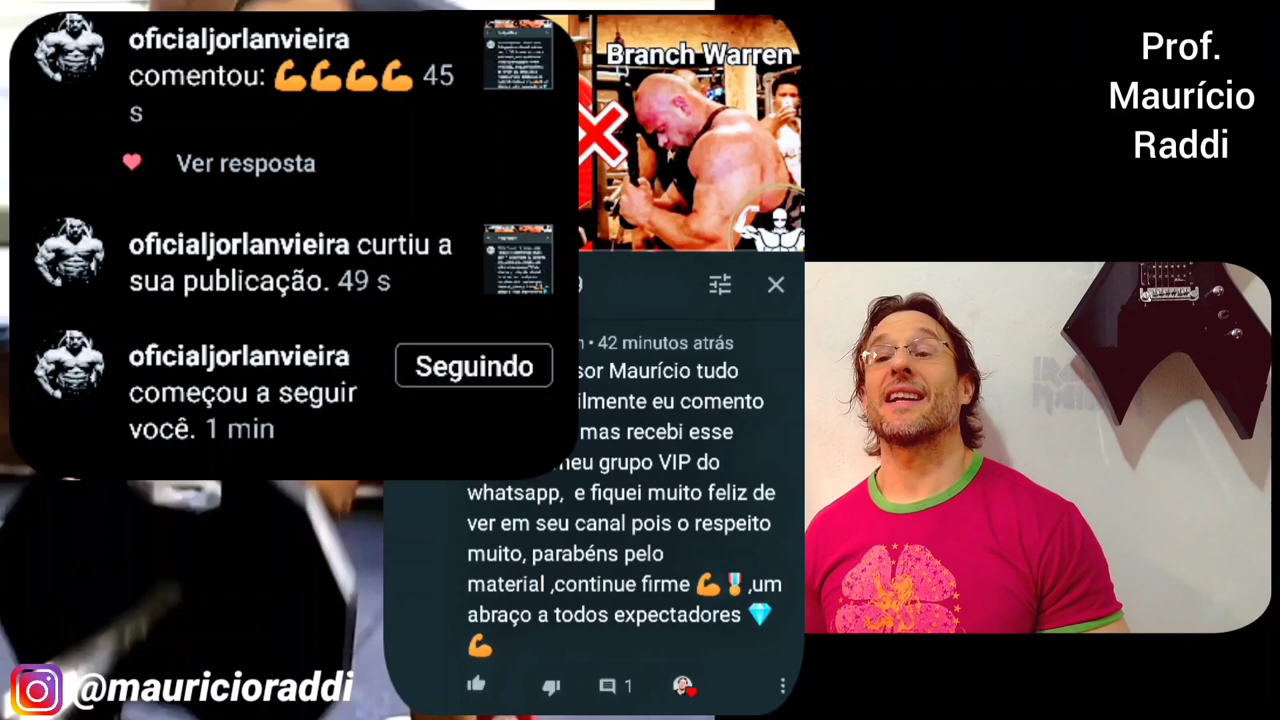 oficialjorlanvieira
comentou: 💪💪💪💪 45
s
Ver resposta
oficialjorlanvieira curtiu a
sua publicação. 49 s
oficialjorlanvieira
começou a seguir
você. 1 min
Seguindo
Branch Warren
• 42 minutos atrás
Maurício tudo
eu comento
mas recebi esse
grupo VIP do
whatsapp, e fiquei muito feliz de
ver em seu canal pois o respeito
muito, parabéns pelo
material ,continue firme 💪🎖️,um
abraço a todos expectadores 💎
💪
1
Prof.
Maurício
Raddi
@mauricioraddi